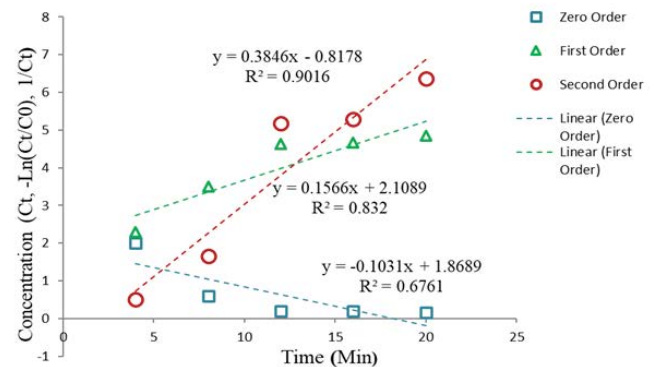 8
7
6
5
4
3
2
1
0
-1
0
5
10
15
20
25
Concentration (Ct, -Ln(Ct/C0), 1/Ct)
Time (Min)
y = 0.3846x - 0.8178
R² = 0.9016
y = 0.1566x + 2.1089
R² = 0.832
y = -0.1031x + 1.8689
R² = 0.6761
Zero Order
First Order
Second Order
Linear (Zero
Order)
Linear (First
Order)